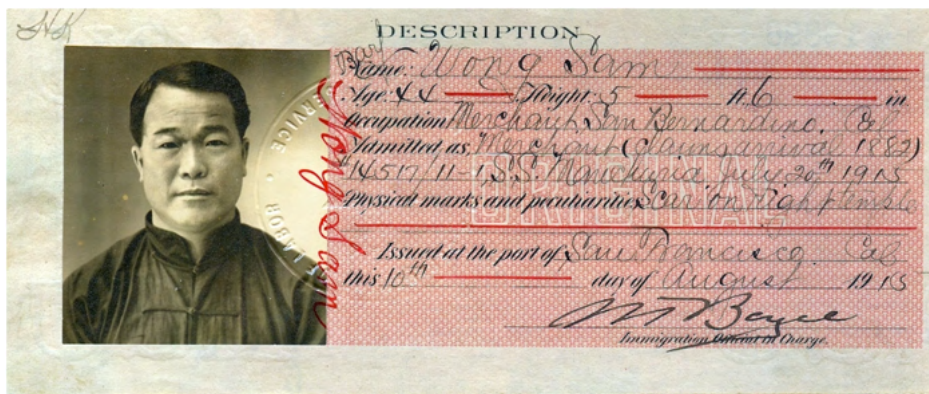 HK
DESCRIPTION
Name: Wong Sam
Age: 44 Height: 5 ft. 6 in.
Occupation Merchant, San Bernardino, Cal
Admitted as Merchant (claims arrival 1882)
14517/11-1, S.S. Manchuria July 20th 1915
ORIGINAL
Physical marks and peculiarities Scar on right temple
Issued at the port of San Francisco. Cal
this 10th day of August 1915
Immigration Official in Charge.
Wong Sam
SERVICE
LABOR